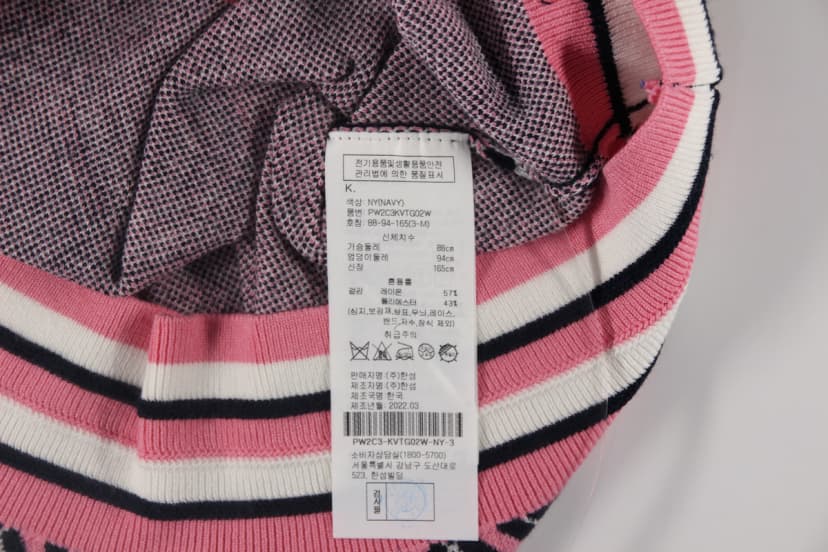 전기용품및생활용품안전
관리법에 의한 품질표시
K.
색상: NY(NAVY)
품번: PW2C3KVTG02W
호칭: 88-94-165(3-M)
신체치수
가슴둘레 88cm
엉덩이둘레 94cm
신장 165cm
혼용률
겉감 레이온 57%
폴리에스터 43%
(심지,보강재,상표,무늬,레이스,
밴드,자수,장식 제외)
취급주의
판매자명 (주)한섬
제조자명 (주)한섬
제조국명 한국
제조년월 2022.03
PW2C3-KVTG02W-NY-3
소비자상담실(1800-5700)
서울특별시 강남구 도산대로
523, 한섬빌딩
검사필